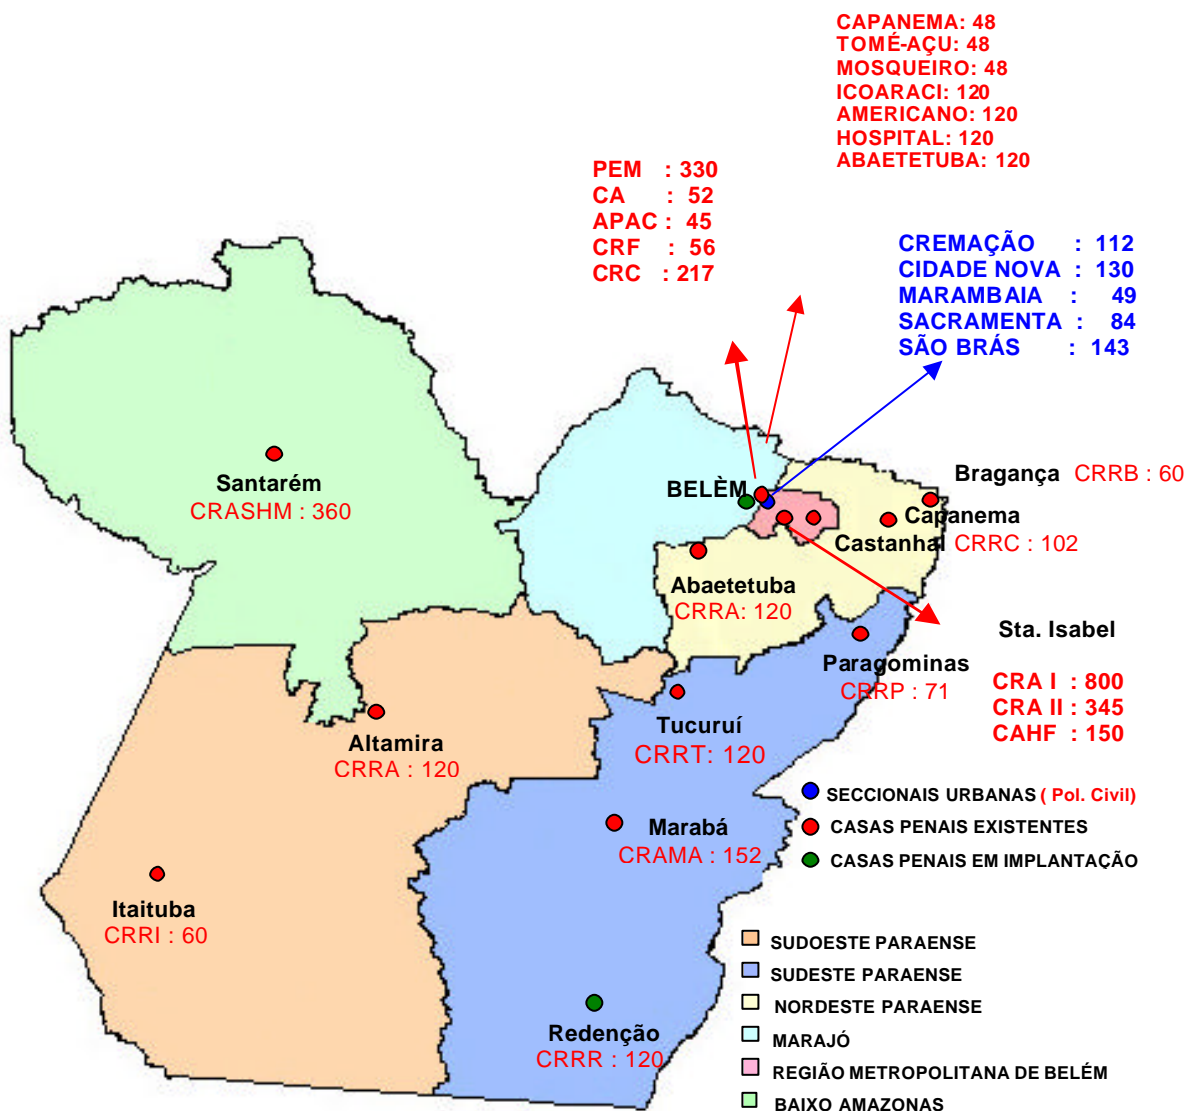 CAPANEMA: 48
TOMÉ-AÇU: 48
MOSQUEIRO: 48
ICOARACI: 120
AMERICANO: 120
HOSPITAL: 120
ABAETETUBA: 120
PEM : 330
CA : 52
APAC : 45
CRF : 56
CRC : 217
CREMAÇÃO : 112
CIDADE NOVA : 130
MARAMBAIA : 49
SACRAMENTA : 84
SÃO BRÁS : 143
Santarém
CRASHM : 360
BELÈM
Bragança CRRB : 60
Capanema
Castanhal CRRC : 102
Abaetetuba
CRRA: 120
Sta. Isabel
CRA I : 800
CRA II : 345
CAHF : 150
Paragominas
CRRP : 71
Tucuruí
CRRT: 120
Altamira
CRRA : 120
Marabá
CRAMA : 152
Itaituba
CRRI : 60
Redenção
CRRR : 120
SECCIONAIS URBANAS ( Pol. Civil)
CASAS PENAIS EXISTENTES
CASAS PENAIS EM IMPLANTAÇÃO
SUDOESTE PARAENSE
SUDESTE PARAENSE
NORDESTE PARAENSE
MARAJÓ
REGIÃO METROPOLITANA DE BELÉM
BAIXO AMAZONAS